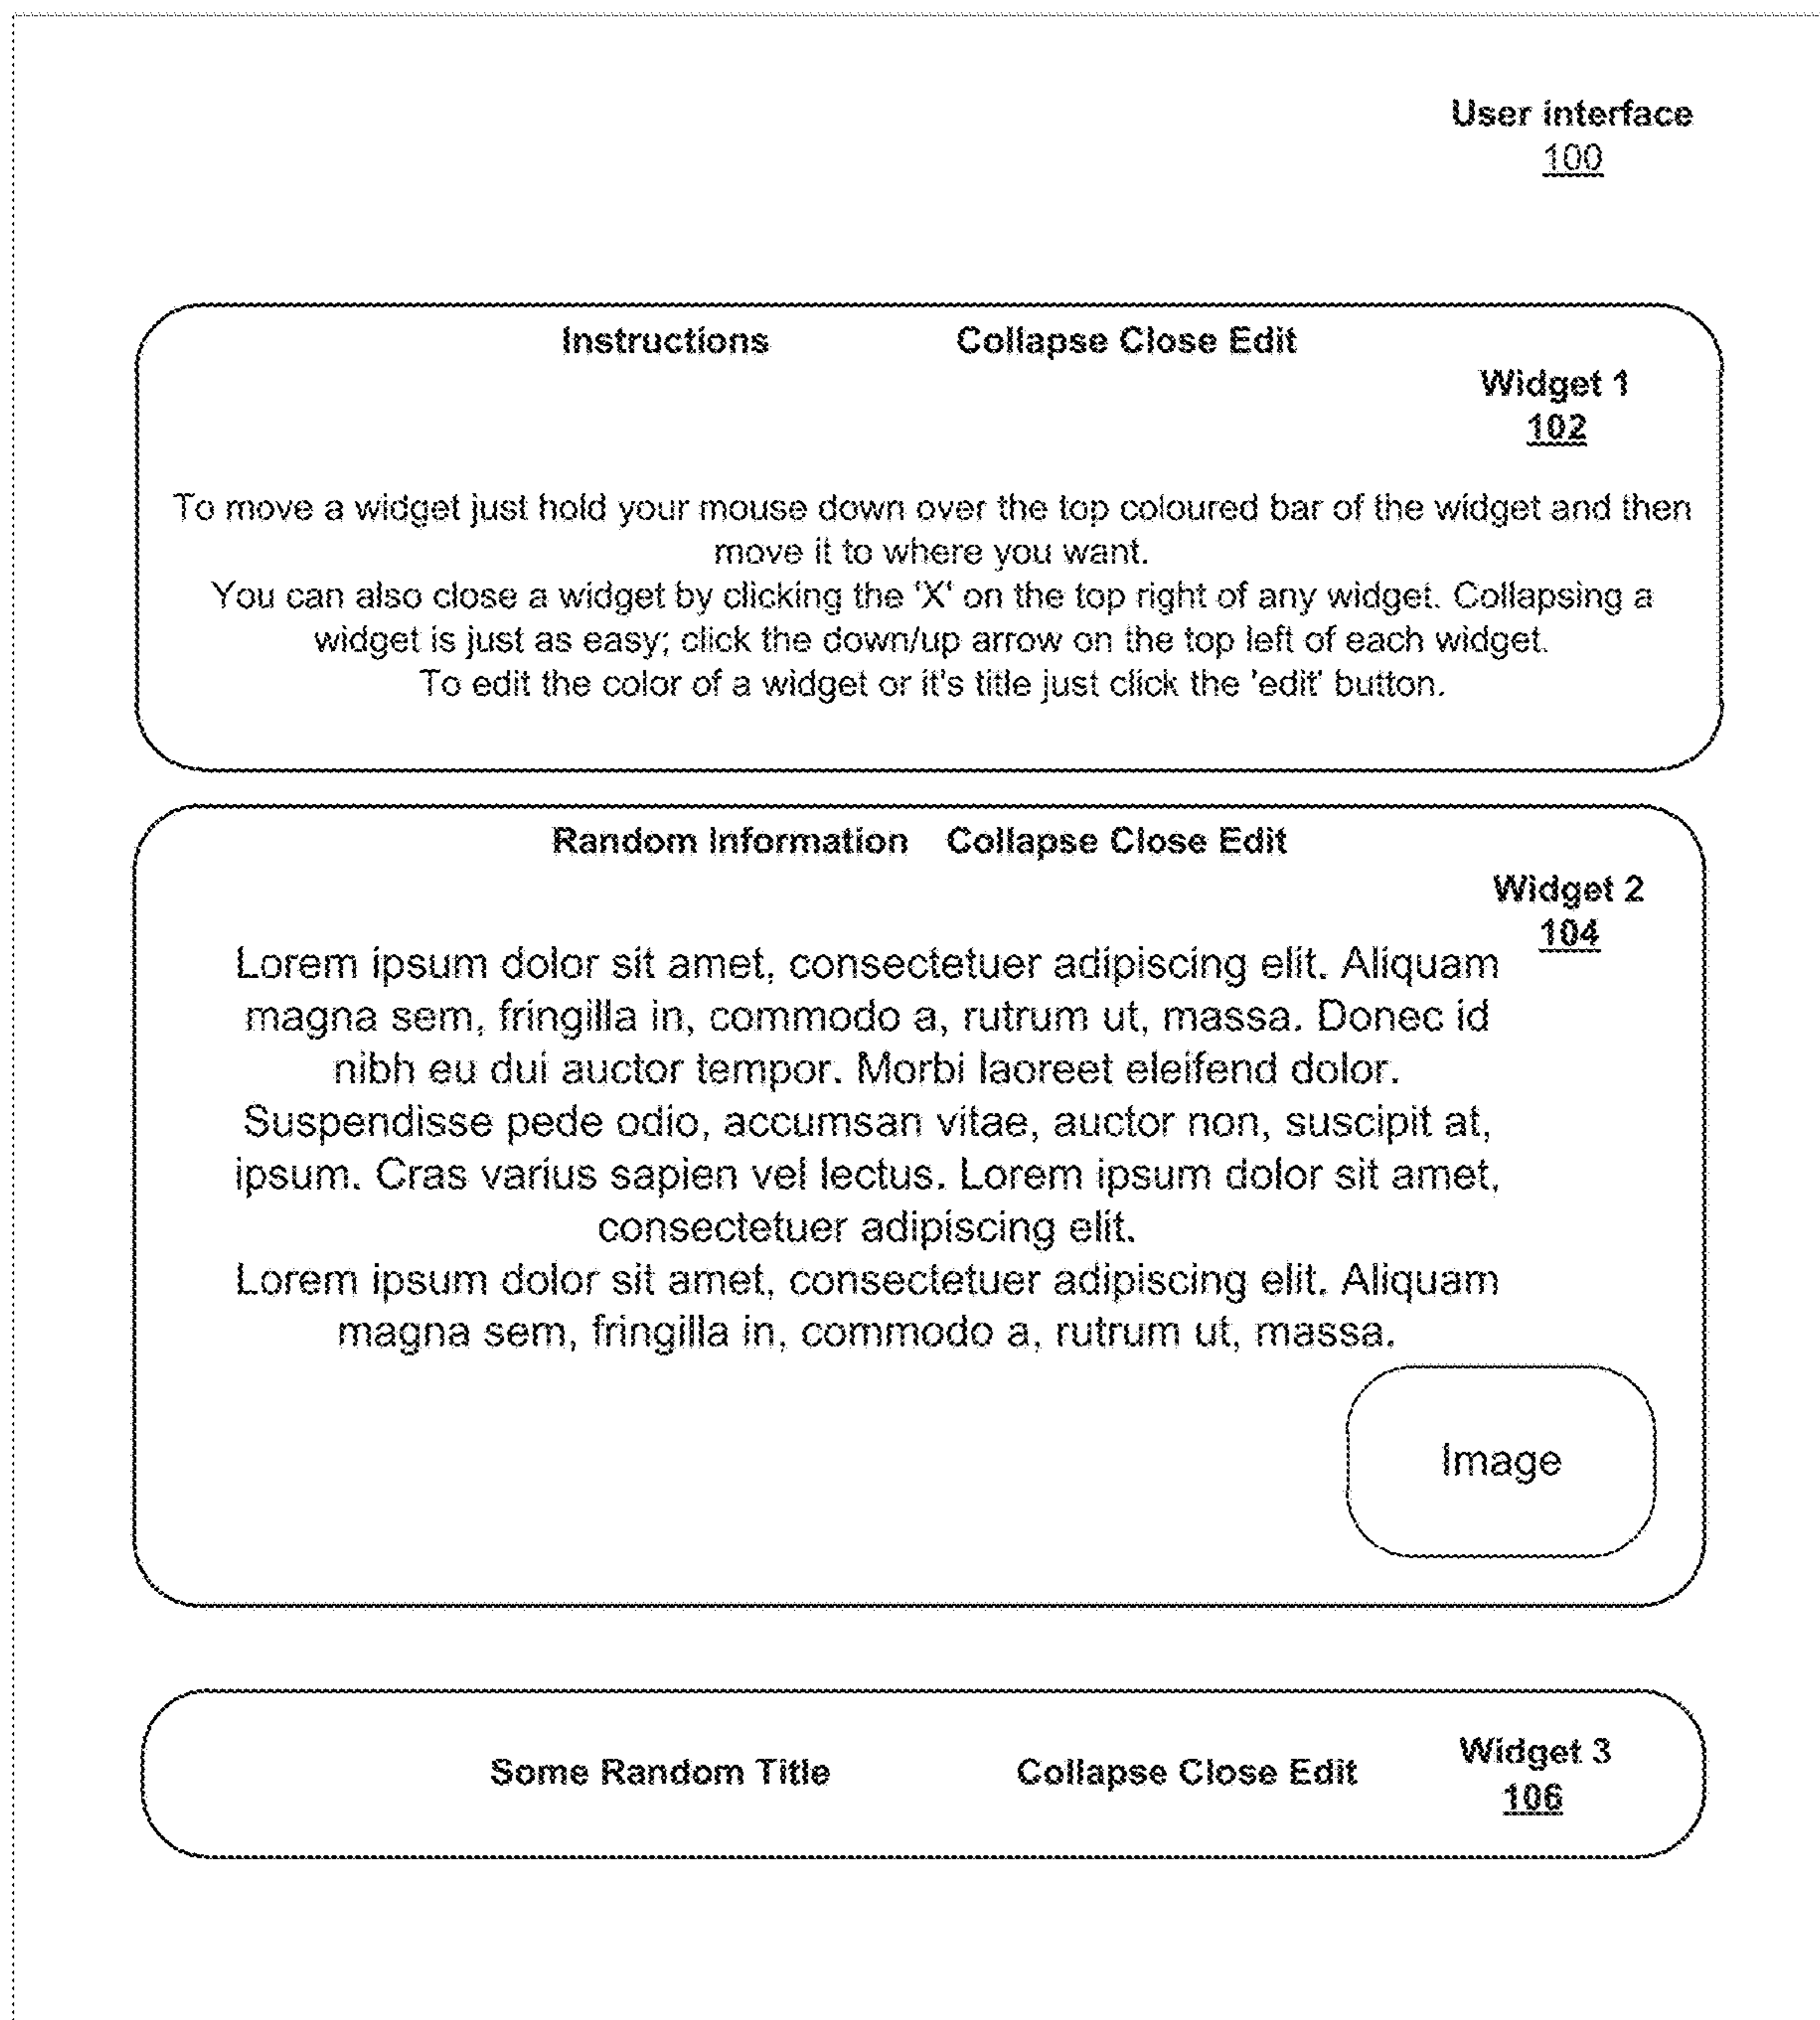 User interface
100
Instructions Collapse Close Edit
Widget 1
102
To move a widget just hold your mouse down over the top coloured bar of the widget and then
move it to where you want.
You can also close a widget by clicking the 'X' on the top right of any widget. Collapsing a
widget is just as easy; click the down/up arrow on the top left of each widget.
To edit the color of a widget or it's title just click the 'edit' button.
Random Information Collapse Close Edit
Widget 2
104
Lorem ipsum dolor sit amet, consectetuer adipiscing elit. Aliquam
magna sem, fringilla in, commodo a, rutrum ut, massa. Donec id
nibh eu dui auctor tempor. Morbi laoreet eleifend dolor.
Suspendisse pede odio, accumsan vitae, auctor non, suscipit at,
ipsum. Cras varius sapien vel lectus. Lorem ipsum dolor sit amet,
consectetuer adipiscing elit.
Lorem ipsum dolor sit amet, consectetuer adipiscing elit. Aliquam
magna sem, fringilla in, commodo a, rutrum ut, massa.
Image
Some Random Title Collapse Close Edit
Widget 3
106